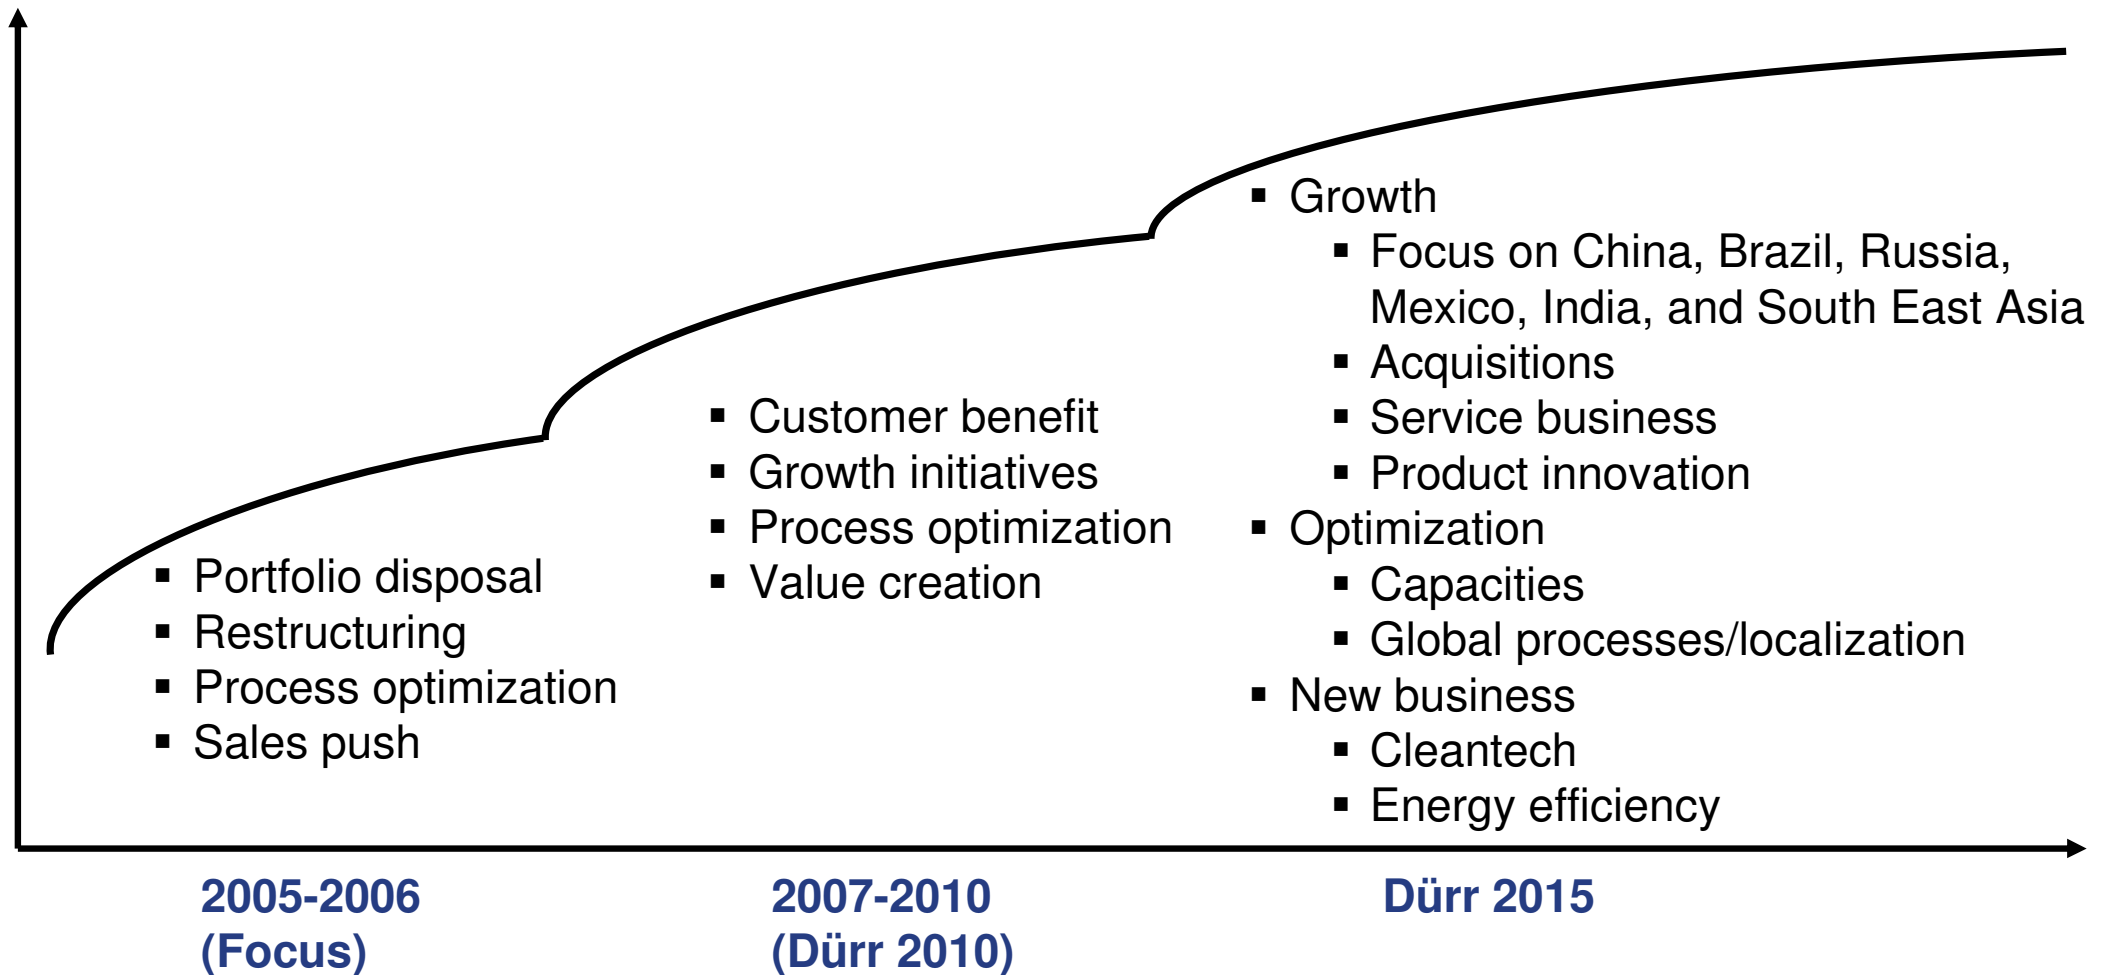 ▪ Portfolio disposal
▪ Restructuring
▪ Process optimization
▪ Sales push
▪ Customer benefit
▪ Growth initiatives
▪ Process optimization
▪ Value creation
▪ Growth
▪ Focus on China, Brazil, Russia,
Mexico, India, and South East Asia
▪ Acquisitions
▪ Service business
▪ Product innovation
▪ Optimization
▪ Capacities
▪ Global processes/localization
▪ New business
▪ Cleantech
▪ Energy efficiency
2005-2006
(Focus)
2007-2010
(Dürr 2010)
Dürr 2015